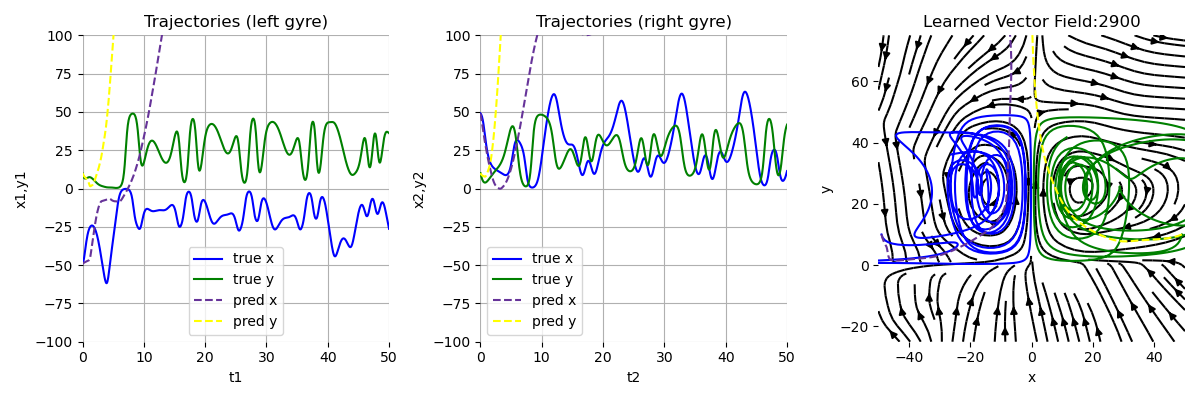 Trajectories (left gyre)
100
75
50
25
0
−25
−50
−75
−100
x1,y1
0
10
20
30
40
50
t1
true x
true y
pred x
pred y
Trajectories (right gyre)
100
75
50
25
0
−25
−50
−75
−100
x2,y2
0
10
20
30
40
50
t2
true x
true y
pred x
pred y
Learned Vector Field:2900
60
40
20
0
−20
y
−40
−20
0
20
40
x